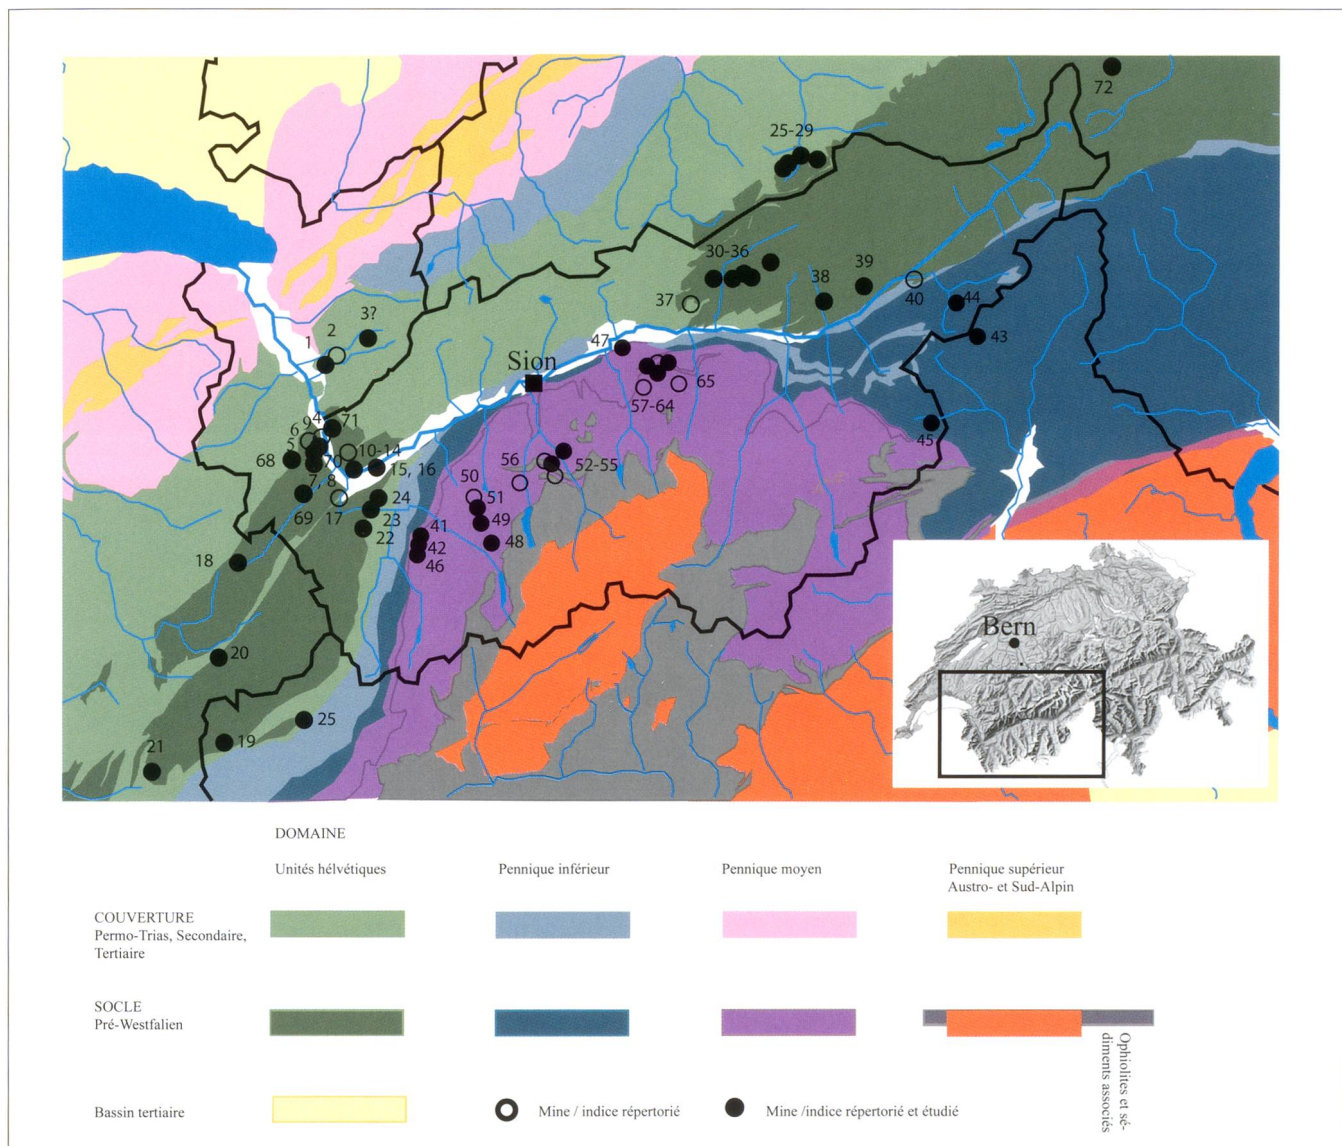 72
25-29
30-36
39
38
37
40
44
43
3?
2
1
47
Sion
65
57-64
45
4
9
71
6
5
68
10-14
70
15, 16
7, 8
56
52-55
50
51
69
17
24
23
22
49
41
42
48
46
18
20
25
19
21
Bern
DOMAINE
Unités hélvétiques
Pennique inférieur
Pennique moyen
Pennique supérieur
Austro- et Sud-Alpin
COUVERTURE
Permo-Trias, Secondaire,
Tertiaire
SOCLE
Pré-Westfalien
Ophiolites et sé-
diments associés
Bassin tertiaire
Mine / indice répertorié
Mine /indice répertorié et étudié